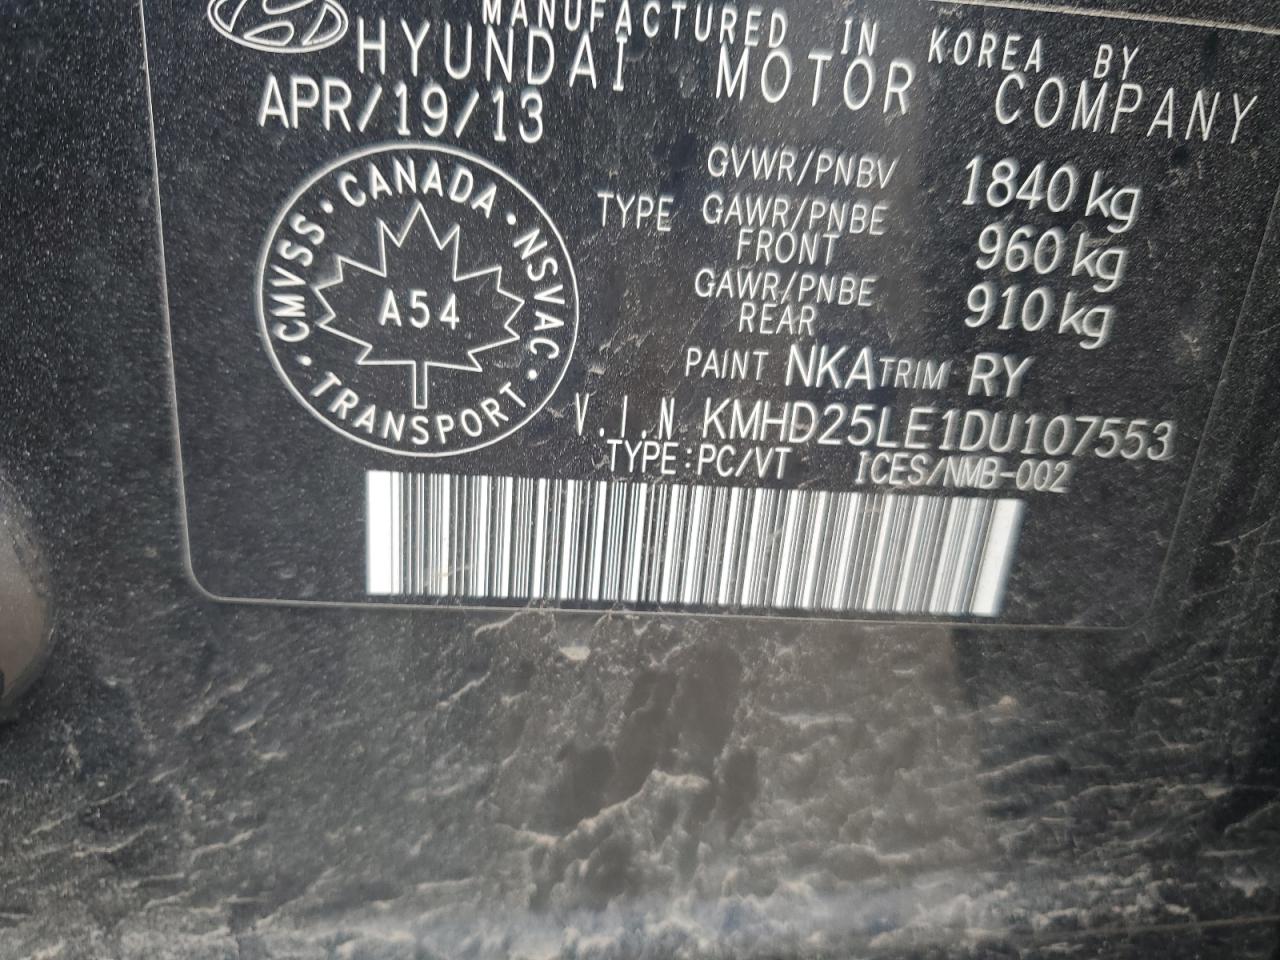 MANUFACTURED IN KOREA BY
HYUNDAI MOTOR COMPANY
APR/19/13
CMVSS · CANADA · NSVAC · TRANSPORT ·
A54
GVWR/PNBV 1840 kg
TYPE GAWR/PNBE FRONT 960 kg
GAWR/PNBE REAR 910 kg
PAINT NKA TRIM RY
V.I.N KMHD25LE1DU107553
TYPE:PC/VT ICES/NMB-002